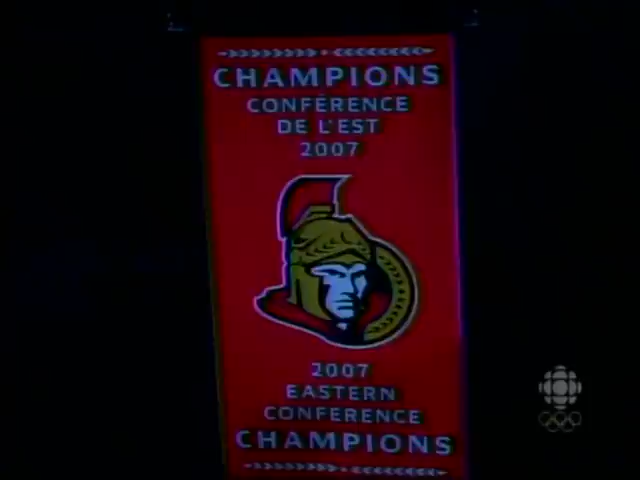 CHAMPIONS
CONFÉRENCE
DE L'EST
2007
2007
EASTERN
CONFERENCE
CHAMPIONS